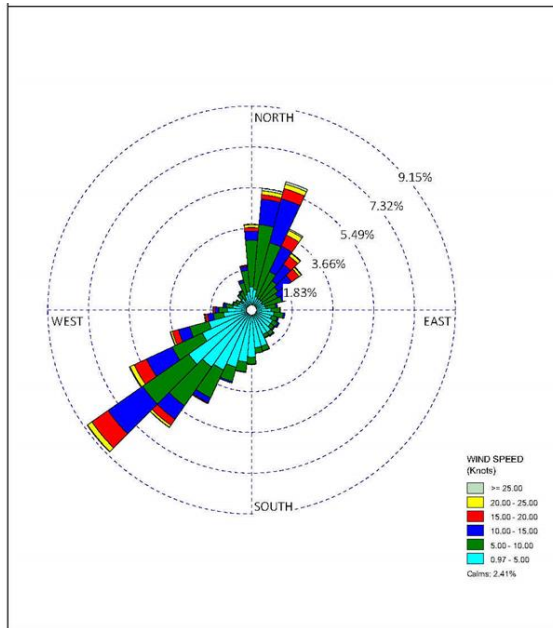 NORTH
9.15%
7.32%
5.49%
3.66%
1.83%
WEST
EAST
SOUTH
WIND SPEED
(Knots)
>= 25.00
20.00 - 25.00
15.00 - 20.00
10.00 - 15.00
5.00 - 10.00
0.97 - 5.00
Calms: 2.41%